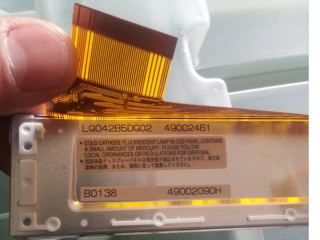 LQ042B5DG02 49002461
• COLD CATHODE FLUORESCENT LAMP IN LCD PANEL CONTAINS
A SMALL AMOUNT OF MERCURY. PLEASE FOLLOW
LOCAL ORDINANCES OR REGULATIONS FOR DISPOSAL.
B0138 49002090H